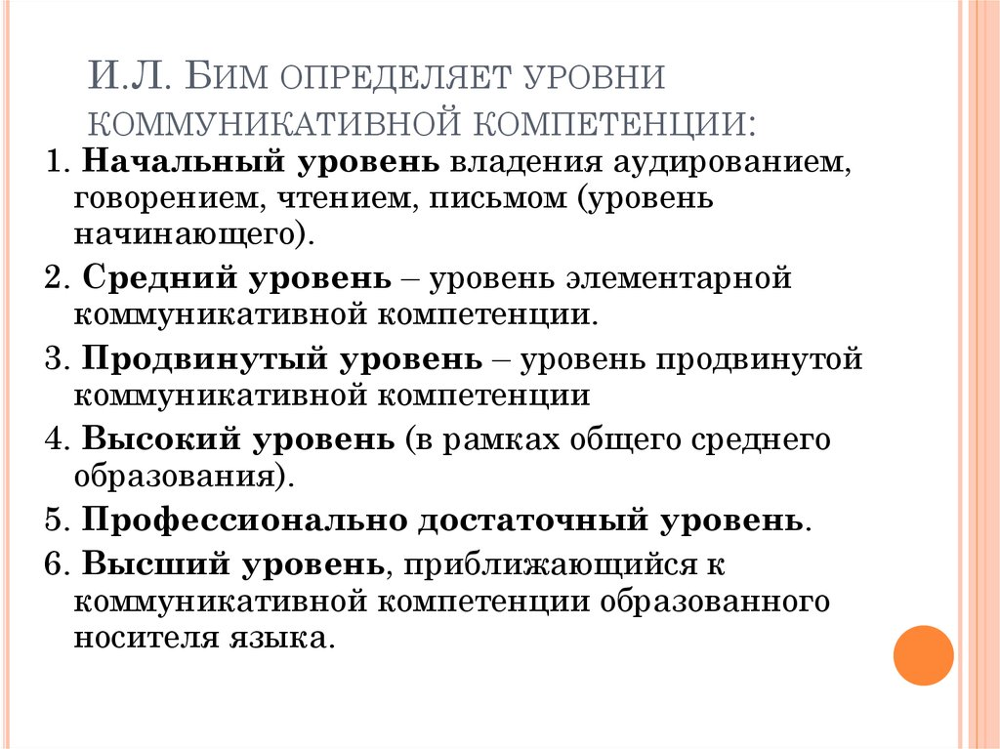 И.Л. Бим определяет уровни
коммуникативной компетенции:
1. Начальный уровень владения аудированием,
говорением, чтением, письмом (уровень
начинающего).
2. Средний уровень – уровень элементарной
коммуникативной компетенции.
3. Продвинутый уровень – уровень продвинутой
коммуникативной компетенции
4. Высокий уровень (в рамках общего среднего
образования).
5. Профессионально достаточный уровень.
6. Высший уровень, приближающийся к
коммуникативной компетенции образованного
носителя языка.